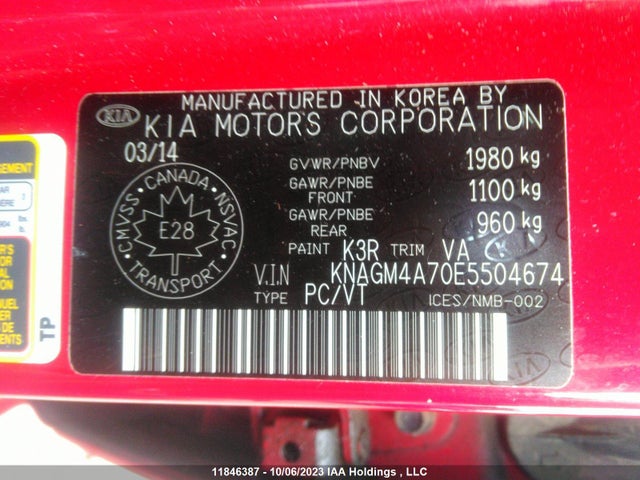 MANUFACTURED IN KOREA BY
KIA
KIA MOTORS CORPORATION
03/14
GVWR/PNBV 1980 kg
GAWR/PNBE FRONT 1100 kg
GAWR/PNBE REAR 960 kg
CANADA
CMVSS NSVAC
E28
TRANSPORT
PAINT K3R TRIM VA
V.I.N KNAGM4A70E5504674
TYPE PC/VT ICES/NMB-002
TP
11846387 - 10/06/2023 IAA Holdings , LLC